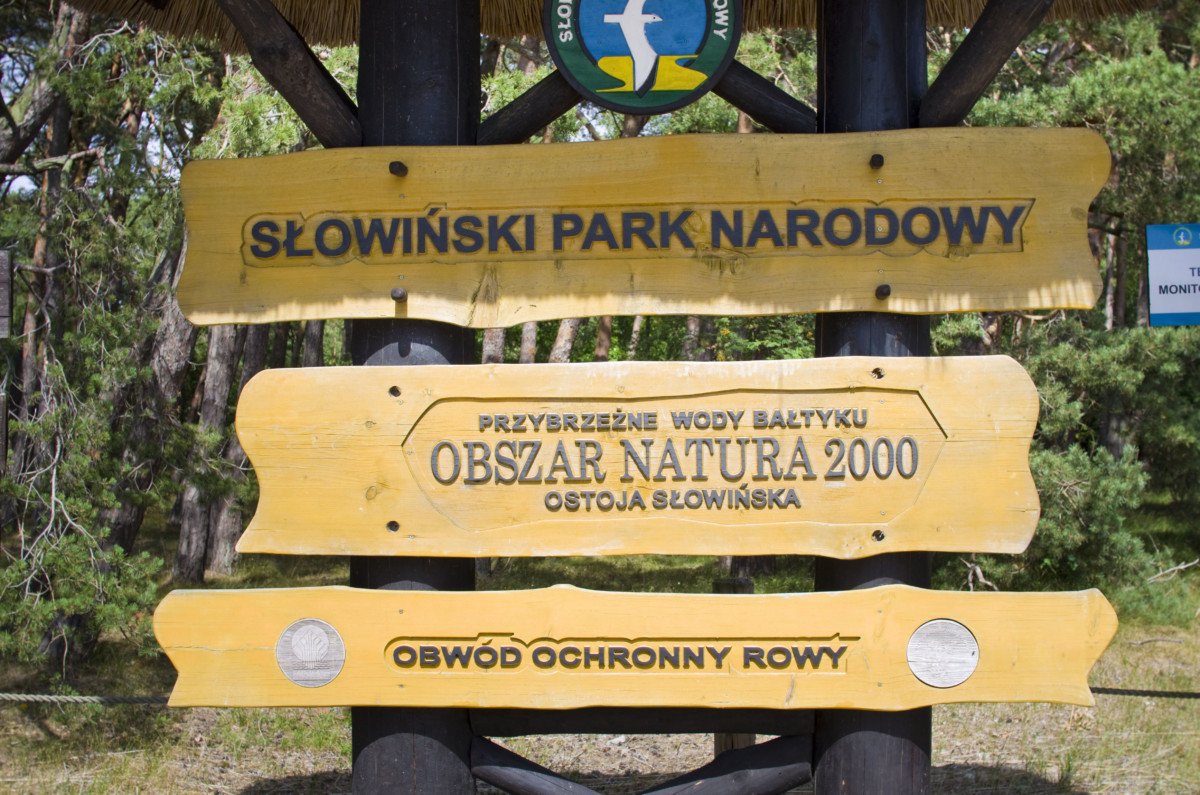 SŁOWIŃSKI PARK NARODOWY
PRZYBRZEŻNE WODY BAŁTYKU
OBSZAR NATURA 2000
OSTOJA SŁOWIŃSKA
OBWÓD OCHRONNY ROWY